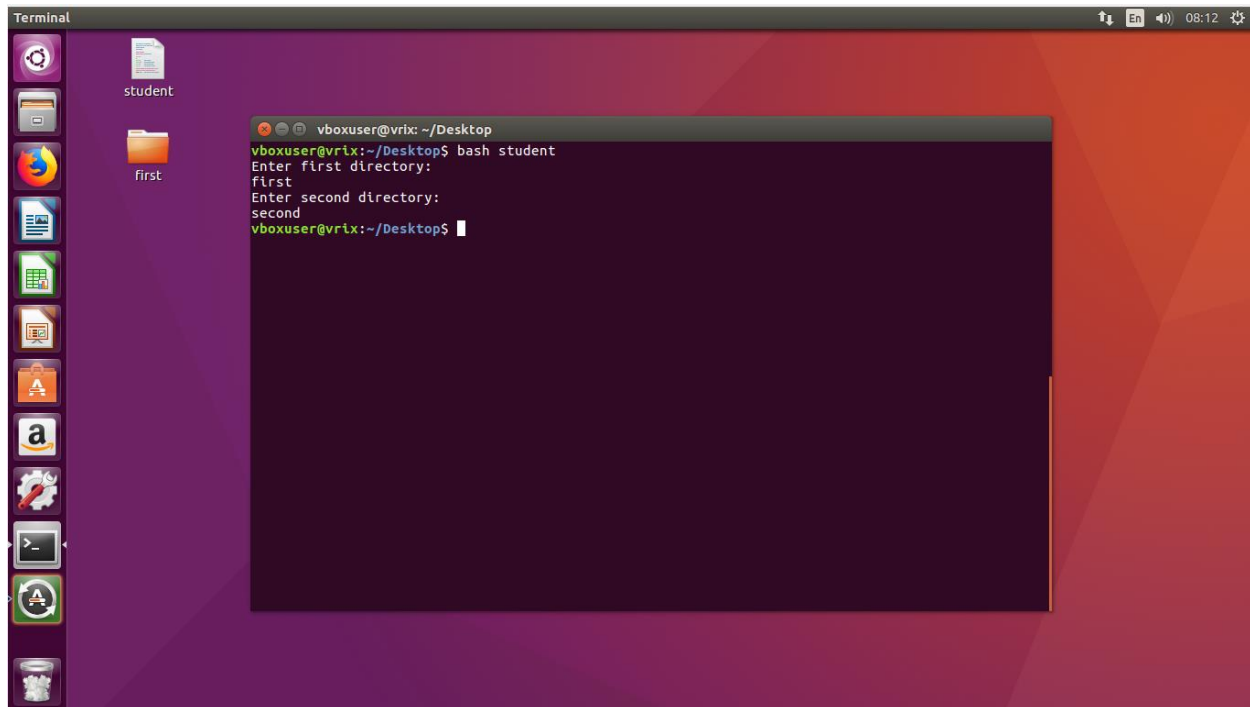 Terminal
En
08:12
student
first
vboxuser@vrix: ~/Desktop
vboxuser@vrix:~/Desktop$ bash student
Enter first directory:
first
Enter second directory:
second
vboxuser@vrix:~/Desktop$